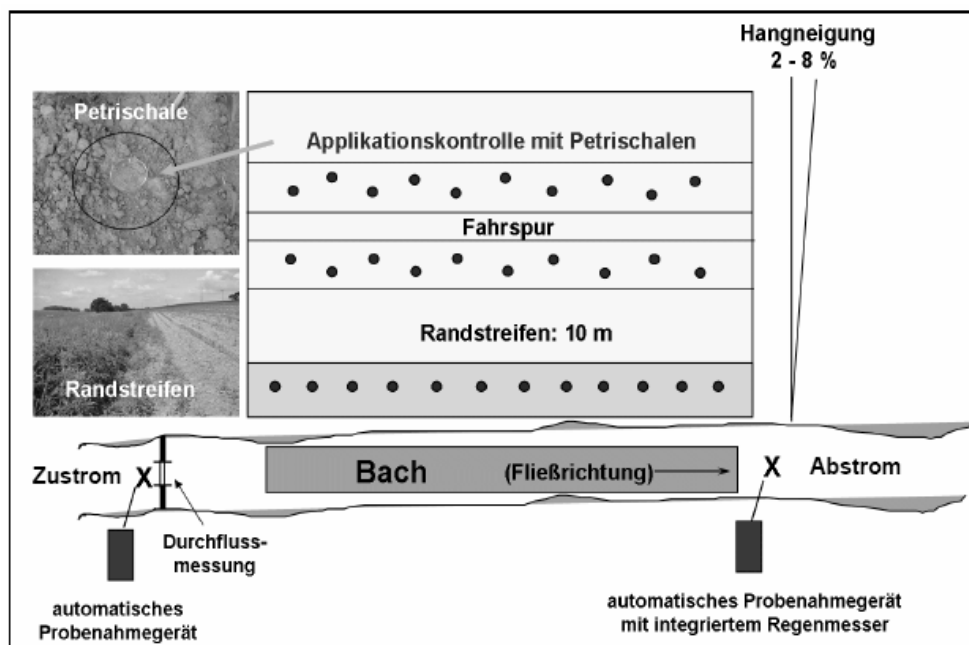 Hangneigung
2 - 8 %
Petrischale
Applikationskontrolle mit Petrischalen
Fahrspur
Randstreifen: 10 m
Randstreifen
Zustrom X
Bach (Fließrichtung)
X Abstrom
Durchfluss-
messung
automatisches
Probenahmegerät
automatisches Probenahmegerät
mit integriertem Regenmesser